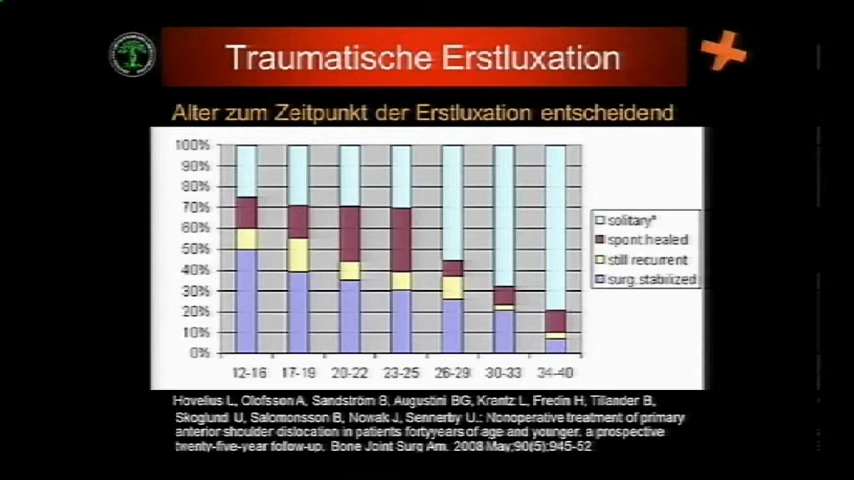 Traumatische Erstluxation
Alter zum Zeitpunkt der Erstluxation entscheidend
100%
90%
80%
70%
60%
50%
40%
30%
20%
10%
0%
12-16 17-19 20-22 23-25 26-29 30-33 34-40
solitary*
spont.healed
still recurrent
surg.stabilized
Hovelius L, Olofsson A, Sandström B, Augustini BG, Krantz L, Fredin H, Tillander B,
Skoglund U, Salomonsson B, Nowak J, Sennerby U.: Nonoperative treatment of primary
anterior shoulder dislocation in patients fortyyears of age and younger. a prospective
twenty-five-year follow-up. Bone Joint Surg Am. 2008 May;90(5):945-52